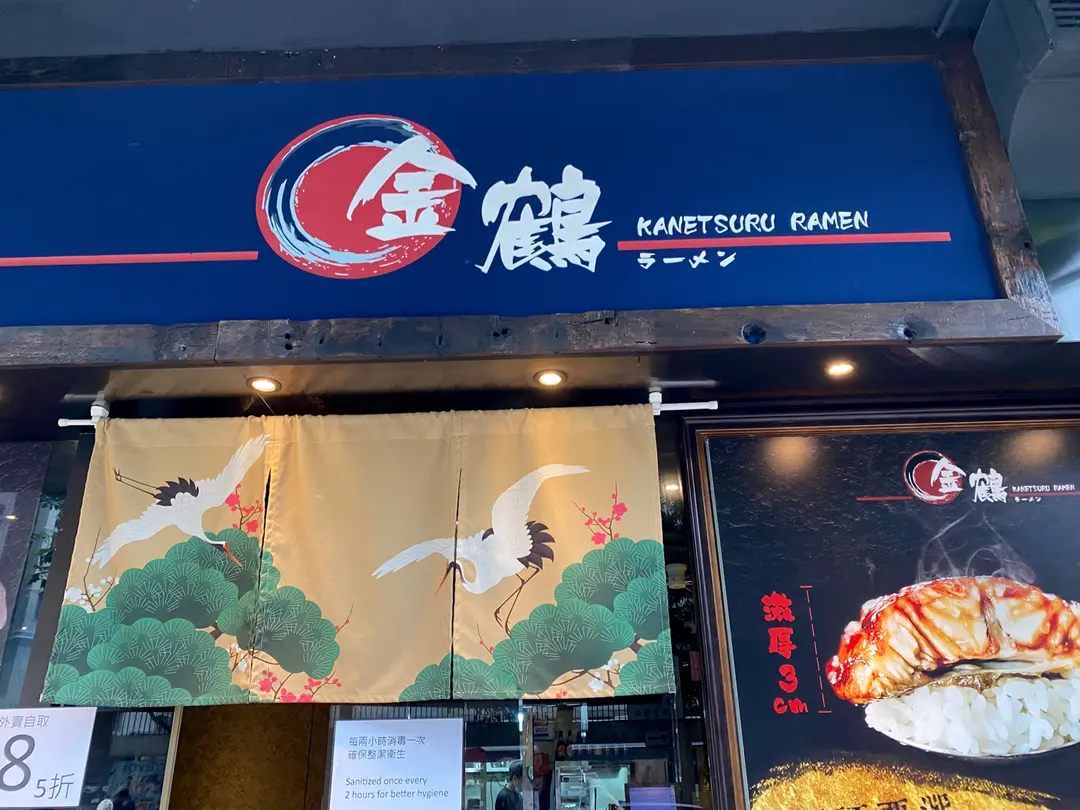 金鶴
KANETSURU RAMEN
ラーメン
金鶴
KANETSURU RAMEN
ラーメン
激厚3cm
外賣自取
85折
每兩小時消毒一次
確保整潔衛生
Sanitized once every
2 hours for better hygiene